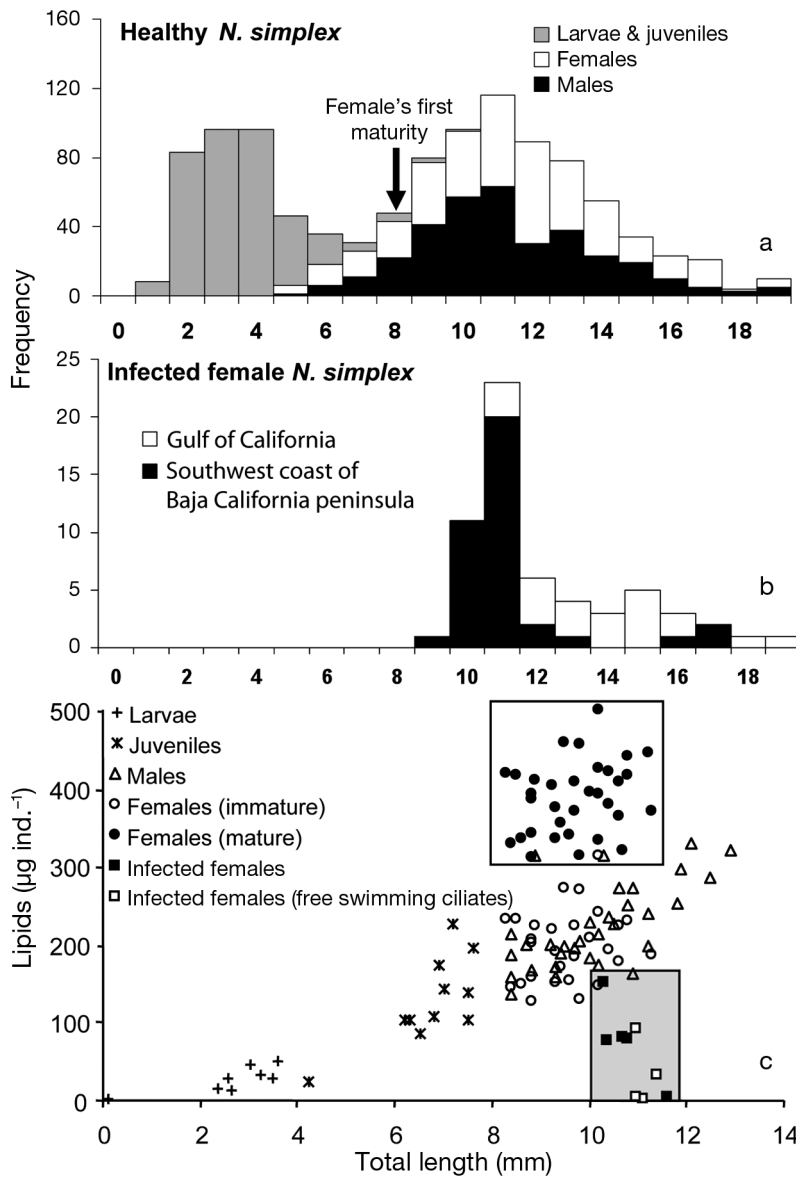 160
120
80
40
0
Healthy N. simplex
Larvae & juveniles
Females
Males
Female's first
maturity
a
0 2 4 6 8 10 12 14 16 18
Frequency
25
20
15
10
5
0
Infected female N. simplex
Gulf of California
Southwest coast of
Baja California peninsula
b
0 2 4 6 8 10 12 14 16 18
500
400
300
200
100
0
Lipids (µg ind.⁻¹)
Larvae
Juveniles
Males
Females (immature)
Females (mature)
Infected females
Infected females (free swimming ciliates)
c
0 2 4 6 8 10 12 14
Total length (mm)